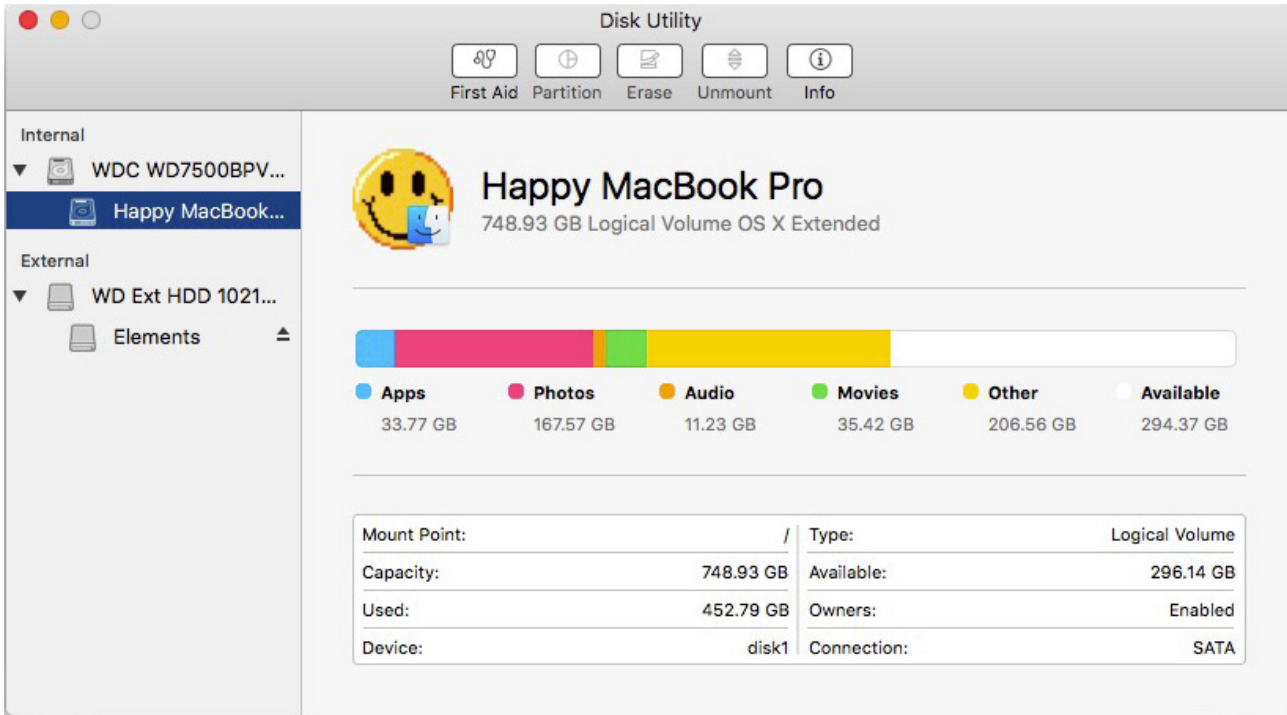 Disk Utility
First Aid Partition Erase Unmount Info
Internal
WDC WD7500BPV...
Happy MacBook...
External
WD Ext HDD 1021...
Elements
Happy MacBook Pro
748.93 GB Logical Volume OS X Extended
Apps Photos Audio Movies Other Available
33.77 GB 167.57 GB 11.23 GB 35.42 GB 206.56 GB 294.37 GB
Mount Point: / Type: Logical Volume
Capacity: 748.93 GB Available: 296.14 GB
Used: 452.79 GB Owners: Enabled
Device: disk1 Connection: SATA